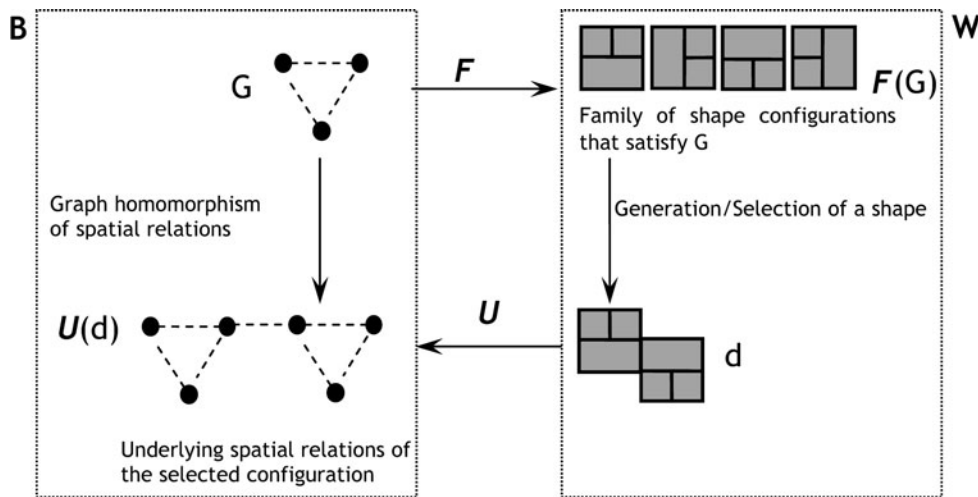 B
W
G
F
F(G)
Family of shape configurations
that satisfy G
Graph homomorphism
of spatial relations
Generation/Selection of a shape
U(d)
U
d
Underlying spatial relations of
the selected configuration